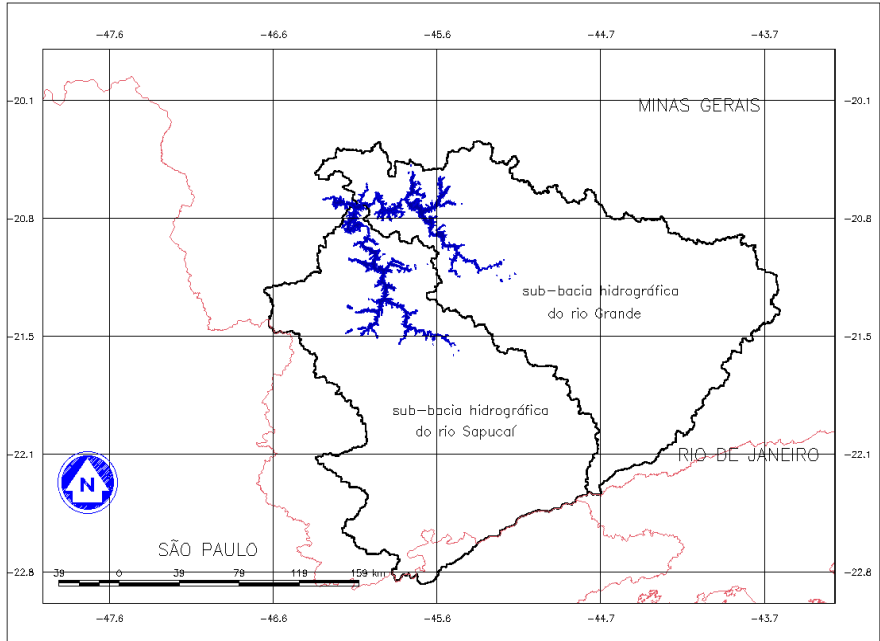 −47.6 −46.6 −45.6 −44.7 −43.7
−20.1 −20.1
MINAS GERAIS
−20.8 −20.8
sub−bacia hidrográfica
do rio Grande
−21.5 −21.5
sub−bacia hidrográfica
do rio Sapucaí
−22.1 −22.1
RIO DE JANEIRO
N
SÃO PAULO
−22.8 −22.8
39 0 39 79 119 159 km
−47.6 −46.6 −45.6 −44.7 −43.7